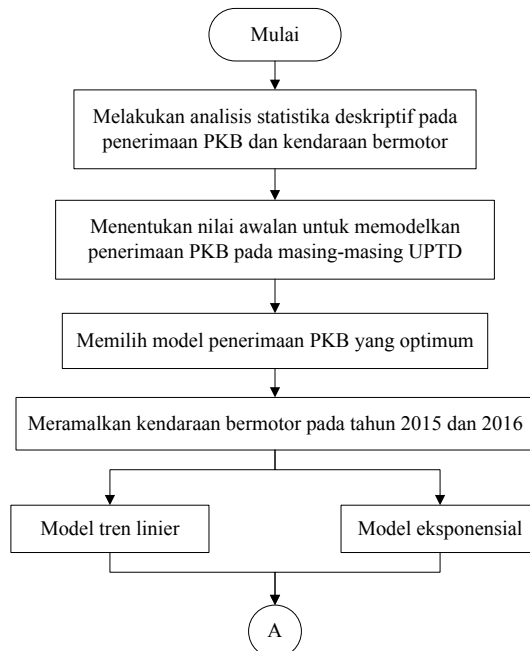 Mulai
Melakukan analisis statistika deskriptif pada
penerimaan PKB dan kendaraan bermotor
Menentukan nilai awalan untuk memodelkan
penerimaan PKB pada masing-masing UPTD
Memilih model penerimaan PKB yang optimum
Meramalkan kendaraan bermotor pada tahun 2015 dan 2016
Model tren linier
Model eksponensial
A